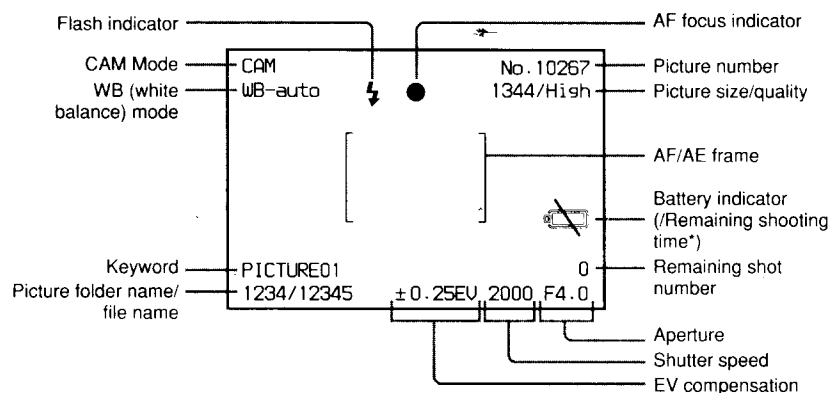 Flash indicator
AF focus indicator
CAM Mode
CAM
No.10267
Picture number
WB (white
balance) mode
WB-auto
1344/High
Picture size/quality
AF/AE frame
Battery indicator
(/Remaining shooting
time*)
Keyword
PICTURE01
0
Remaining shot
number
Picture folder name/
file name
1234/12345
±0.25EV
2000
F4.0
Aperture
Shutter speed
EV compensation